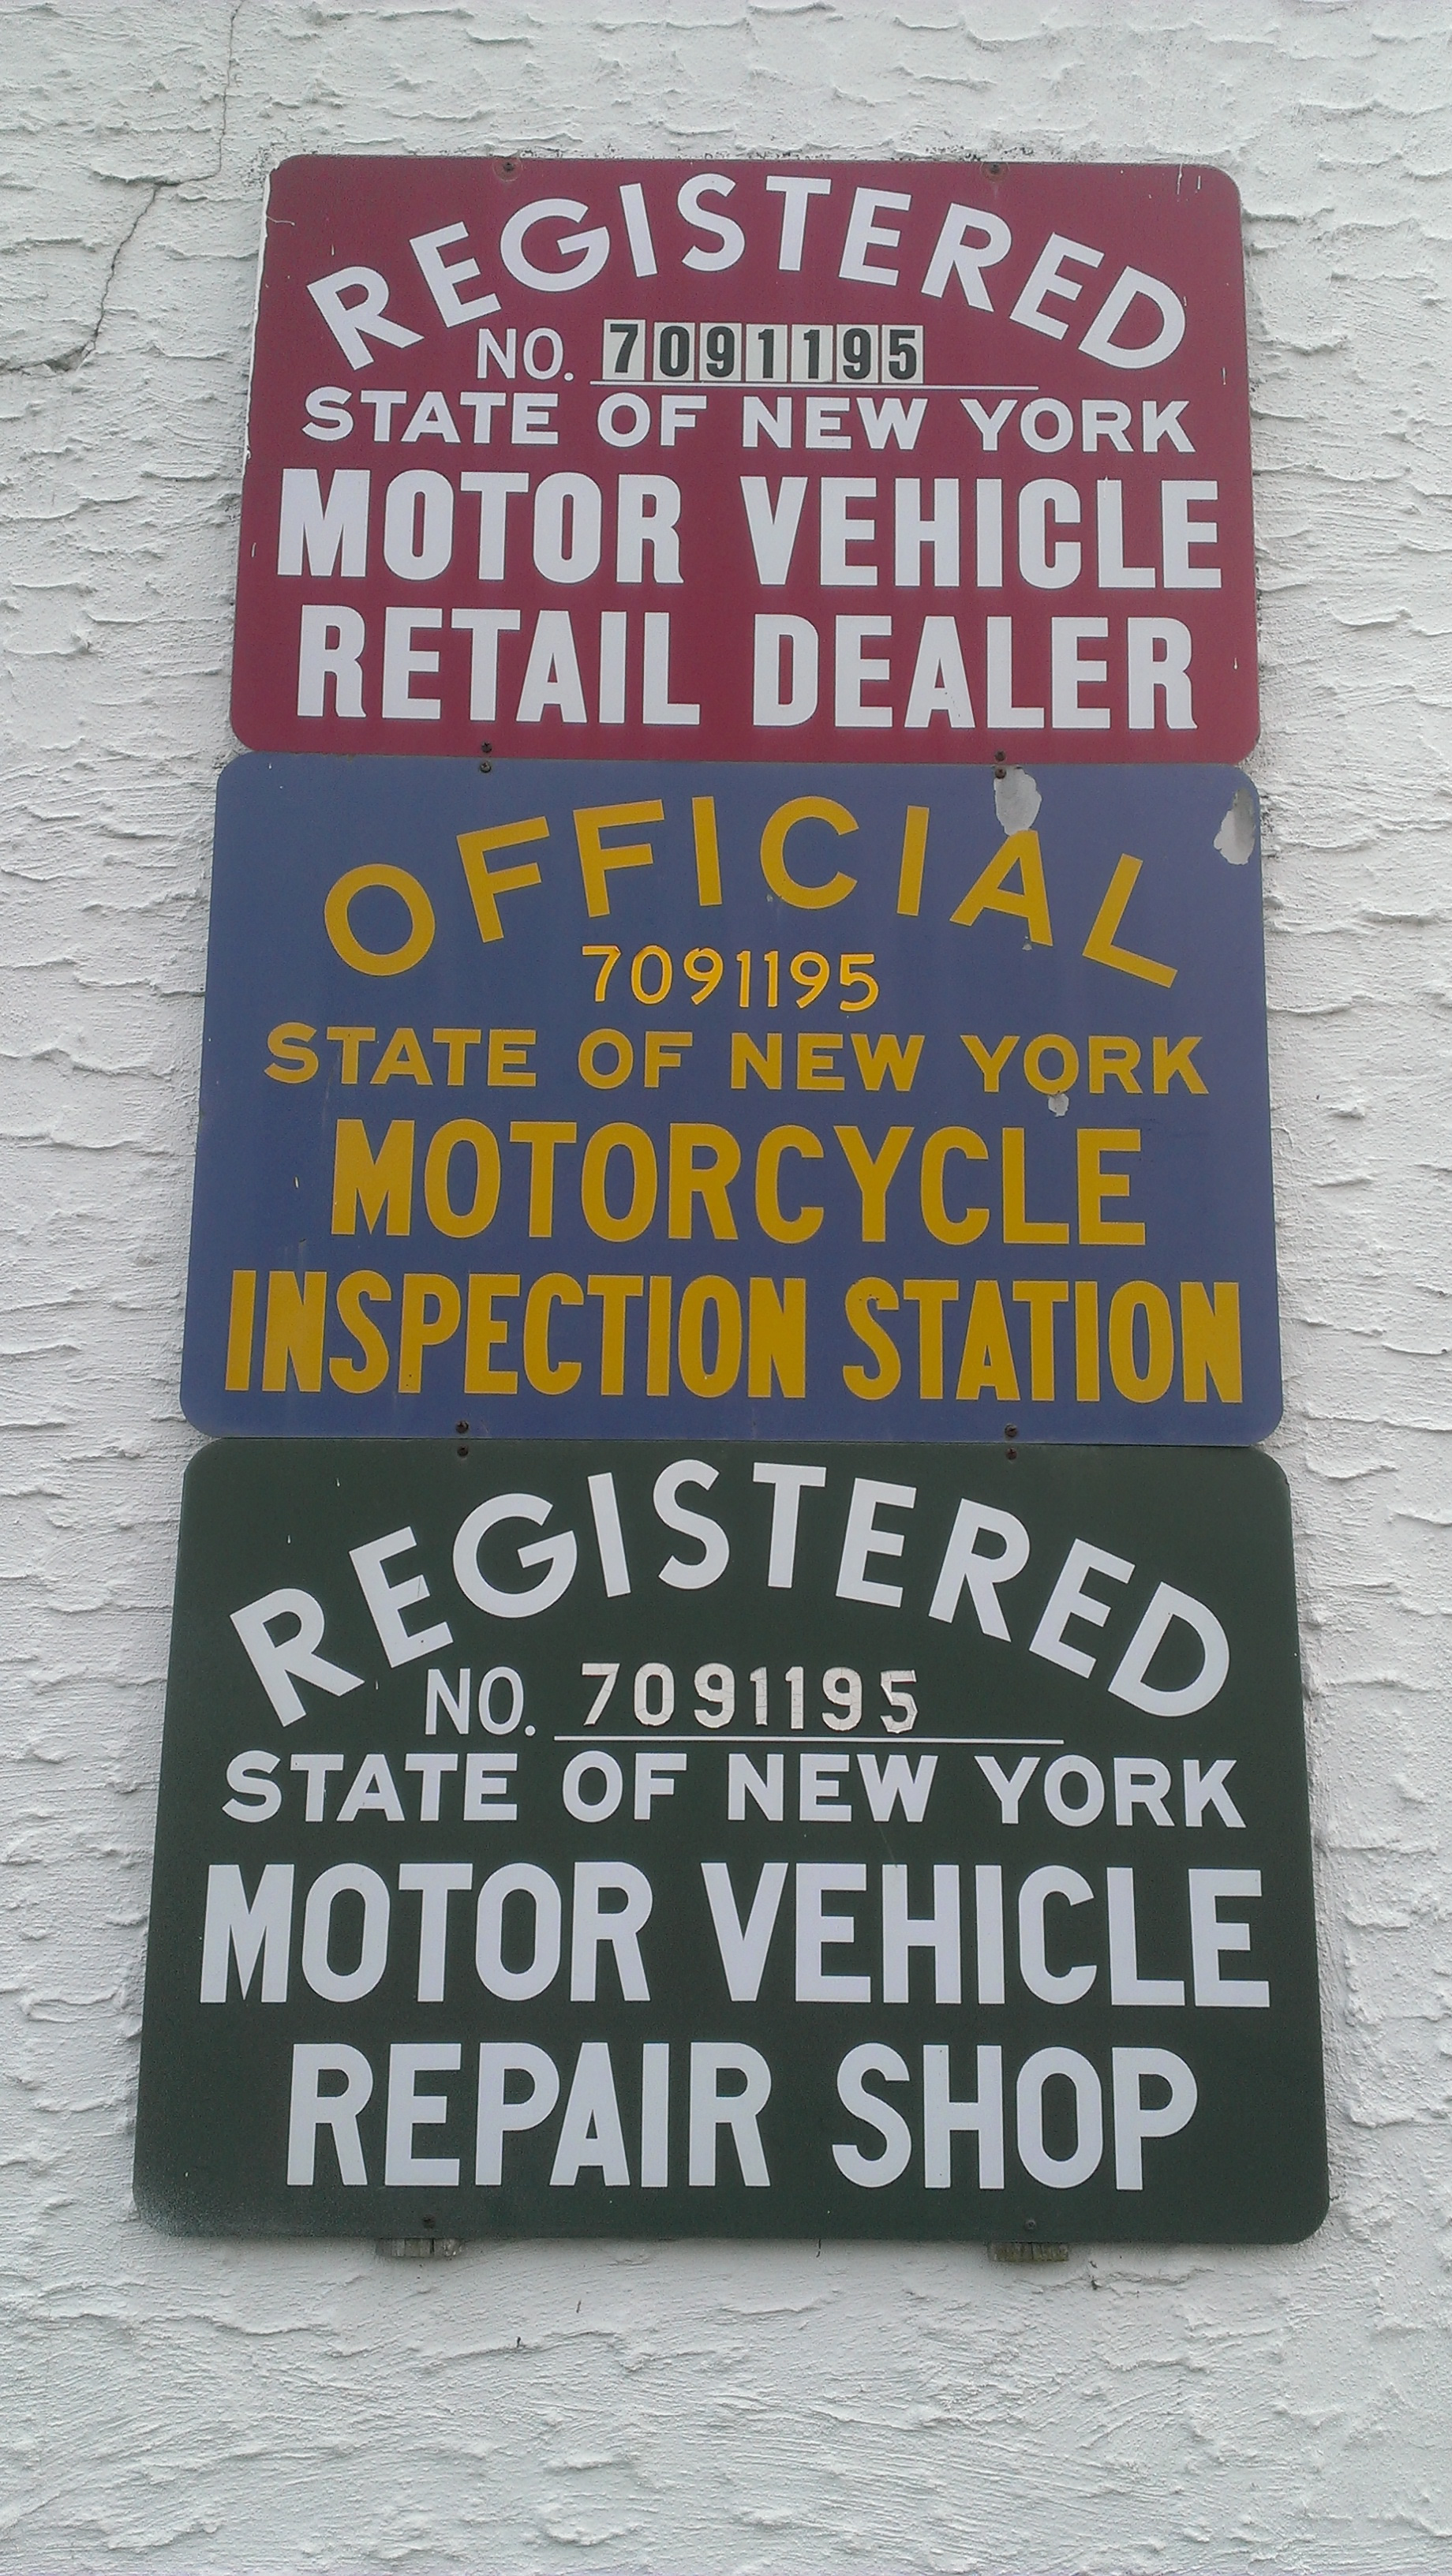 REGISTERED
NO. 7091195
STATE OF NEW YORK
MOTOR VEHICLE
RETAIL DEALER
OFFICIAL
7091195
STATE OF NEW YORK
MOTORCYCLE
INSPECTION STATION
REGISTERED
NO. 7091195
STATE OF NEW YORK
MOTOR VEHICLE
REPAIR SHOP